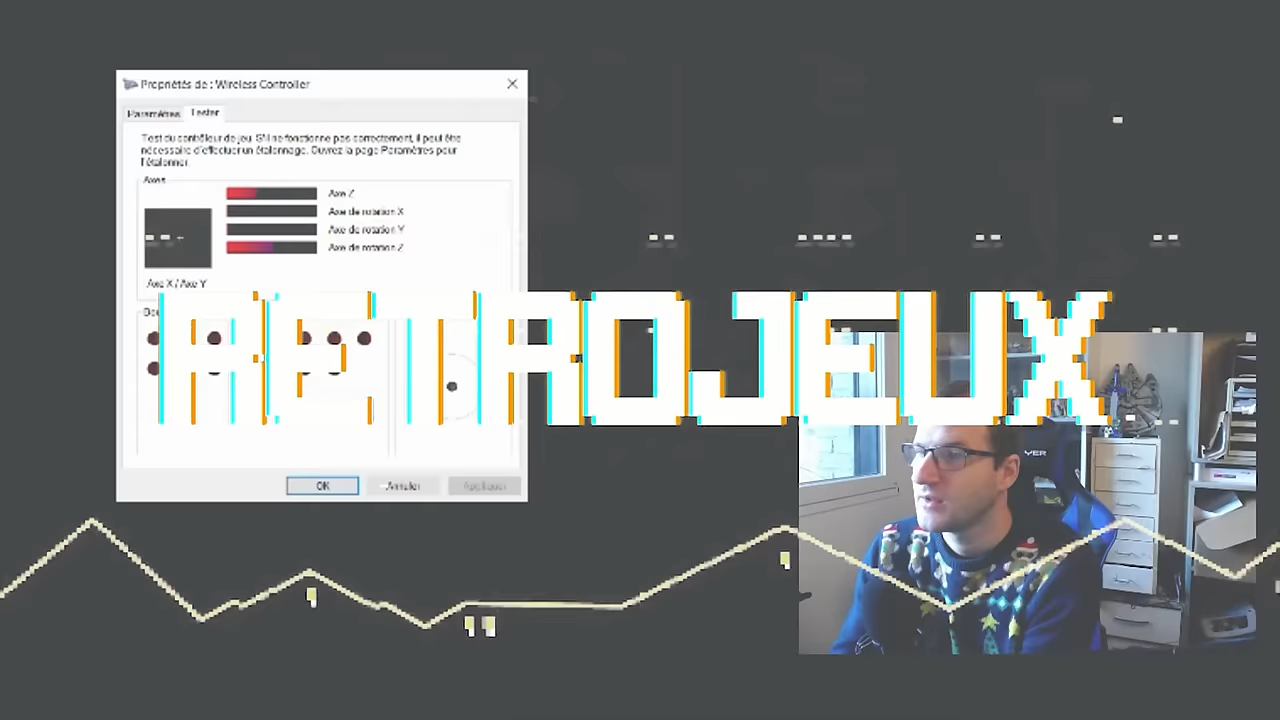 Propriétés de : Wireless Controller
Paramètres
Tester
Test du contrôleur de jeu. S'il ne fonctionne pas correctement, il peut être
nécessaire d'effectuer un étalonnage. Ouvrez la page Paramètres pour
l'étalonner.
Axes
Axe Z
Axe de rotation X
Axe de rotation Y
Axe de rotation Z
Axe X / Axe Y
RETROJEUX
YER
OK
Annuler
Appliquer